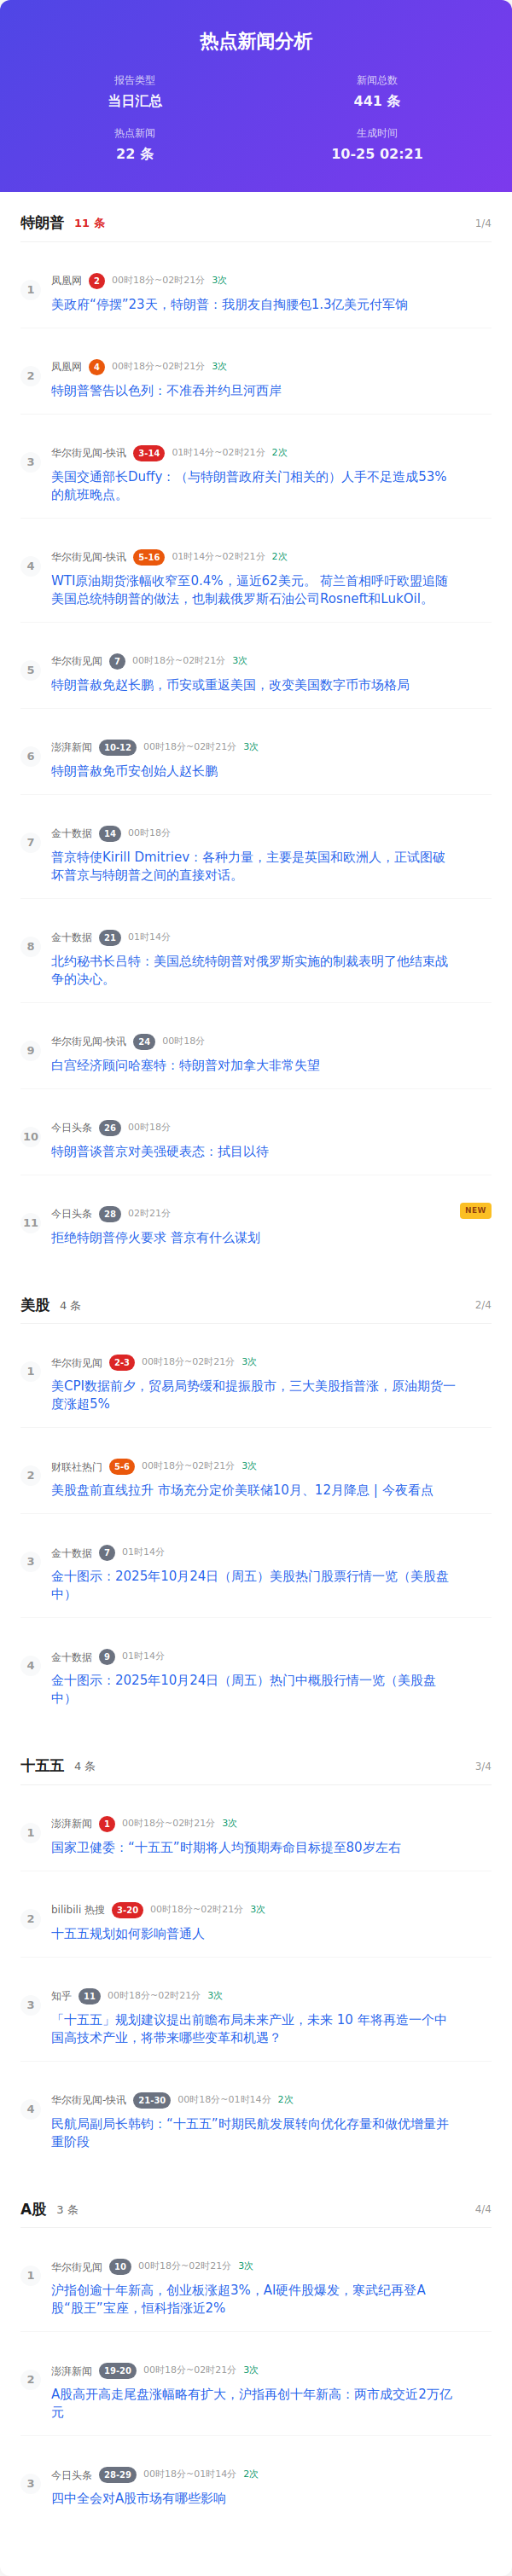 热点新闻分析
报告类型
当日汇总
新闻总数
441 条
热点新闻
22 条
生成时间
10-25 02:21
特朗普 11 条 1/4
1
凤凰网 2 00时18分~02时21分 3次
美政府“停摆”23天，特朗普：我朋友自掏腰包1.3亿美元付军饷
2
凤凰网 4 00时18分~02时21分 3次
特朗普警告以色列：不准吞并约旦河西岸
3
华尔街见闻-快讯 3-14 01时14分~02时21分 2次
美国交通部长Duffy：（与特朗普政府关门相关的）人手不足造成53%
的航班晚点。
4
华尔街见闻-快讯 5-16 01时14分~02时21分 2次
WTI原油期货涨幅收窄至0.4%，逼近62美元。 荷兰首相呼吁欧盟追随
美国总统特朗普的做法，也制裁俄罗斯石油公司Rosneft和LukOil。
5
华尔街见闻 7 00时18分~02时21分 3次
特朗普赦免赵长鹏，币安或重返美国，改变美国数字币市场格局
6
澎湃新闻 10-12 00时18分~02时21分 3次
特朗普赦免币安创始人赵长鹏
7
金十数据 14 00时18分
普京特使Kirill Dmitriev：各种力量，主要是英国和欧洲人，正试图破
坏普京与特朗普之间的直接对话。
8
金十数据 21 01时14分
北约秘书长吕特：美国总统特朗普对俄罗斯实施的制裁表明了他结束战
争的决心。
9
华尔街见闻-快讯 24 00时18分
白宫经济顾问哈塞特：特朗普对加拿大非常失望
10
今日头条 26 00时18分
特朗普谈普京对美强硬表态：拭目以待
11
今日头条 28 02时21分 NEW
拒绝特朗普停火要求 普京有什么谋划
美股 4 条 2/4
1
华尔街见闻 2-3 00时18分~02时21分 3次
美CPI数据前夕，贸易局势缓和提振股市，三大美股指普涨，原油期货一
度涨超5%
2
财联社热门 5-6 00时18分~02时21分 3次
美股盘前直线拉升 市场充分定价美联储10月、12月降息 | 今夜看点
3
金十数据 7 01时14分
金十图示：2025年10月24日（周五）美股热门股票行情一览（美股盘
中）
4
金十数据 9 01时14分
金十图示：2025年10月24日（周五）热门中概股行情一览（美股盘
中）
十五五 4 条 3/4
1
澎湃新闻 1 00时18分~02时21分 3次
国家卫健委：“十五五”时期将人均预期寿命目标提至80岁左右
2
bilibili 热搜 3-20 00时18分~02时21分 3次
十五五规划如何影响普通人
3
知乎 11 00时18分~02时21分 3次
「十五五」规划建议提出前瞻布局未来产业，未来 10 年将再造一个中
国高技术产业，将带来哪些变革和机遇？
4
华尔街见闻-快讯 21-30 00时18分~01时14分 2次
民航局副局长韩钧：“十五五”时期民航发展转向优化存量和做优增量并
重阶段
A股 3 条 4/4
1
华尔街见闻 10 00时18分~02时21分 3次
沪指创逾十年新高，创业板涨超3%，AI硬件股爆发，寒武纪再登A
股“股王”宝座，恒科指涨近2%
2
澎湃新闻 19-20 00时18分~02时21分 3次
A股高开高走尾盘涨幅略有扩大，沪指再创十年新高：两市成交近2万亿
元
3
今日头条 28-29 00时18分~01时14分 2次
四中全会对A股市场有哪些影响